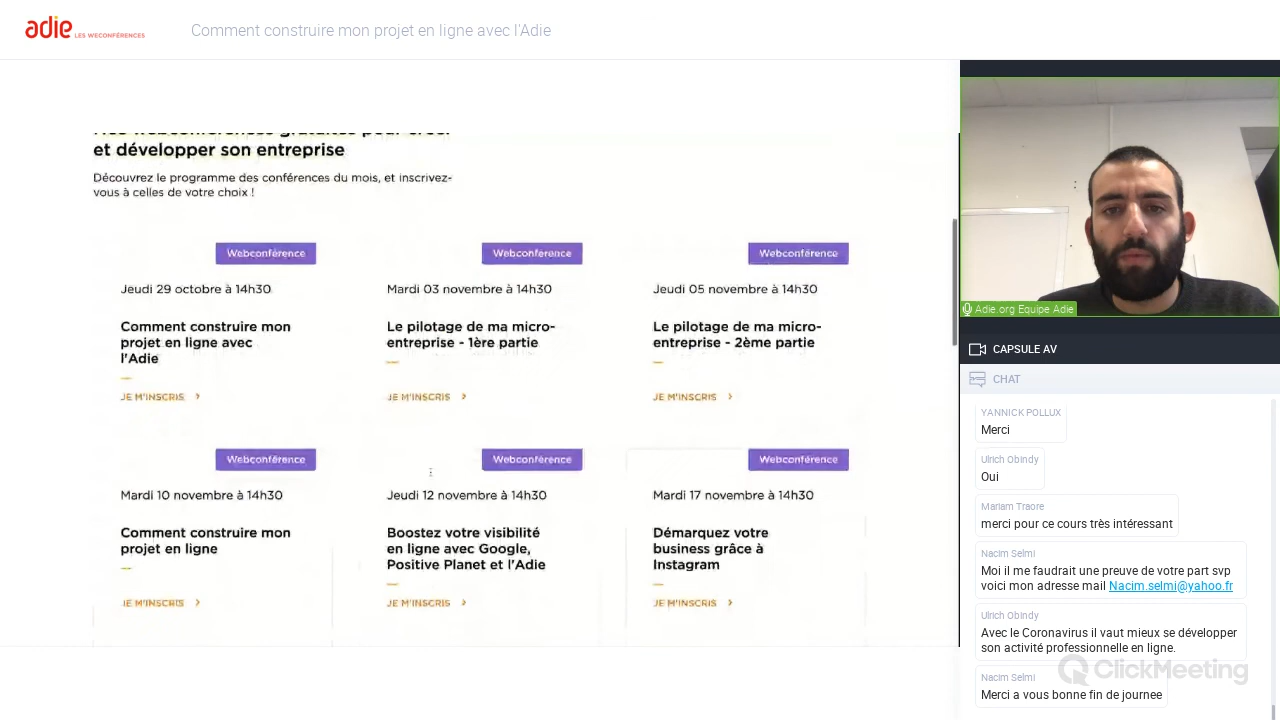 adie LES WECONFÉRENCES
Comment construire mon projet en ligne avec l'Adie
Mes webconférences gratuites pour créer
et développer son entreprise
Découvrez le programme des conférences du mois, et inscrivez-
vous à celles de votre choix !
Webconférence
Jeudi 29 octobre à 14h30
Comment construire mon
projet en ligne avec
l'Adie
JE M'INSCRIS
Webconférence
Mardi 03 novembre à 14h30
Le pilotage de ma micro-
entreprise - 1ère partie
JE M'INSCRIS
Webconférence
Jeudi 05 novembre à 14h30
Le pilotage de ma micro-
entreprise - 2ème partie
JE M'INSCRIS
Webconférence
Mardi 10 novembre à 14h30
Comment construire mon
projet en ligne
JE M'INSCRIS
Webconférence
Jeudi 12 novembre à 14h30
Boostez votre visibilité
en ligne avec Google,
Positive Planet et l'Adie
JE M'INSCRIS
Webconférence
Mardi 17 novembre à 14h30
Démarquez votre
business grâce à
Instagram
JE M'INSCRIS
Adie.org Equipe Adie
CAPSULE AV
CHAT
YANNICK POLLUX
Merci
Ulrich Obindy
Oui
Mariam Traore
merci pour ce cours très intéressant
Nacim Selmi
Moi il me faudrait une preuve de votre part svp
voici mon adresse mail Nacim.selmi@yahoo.fr
Ulrich Obindy
Avec le Coronavirus il vaut mieux se développer
son activité professionnelle en ligne.
Nacim Selmi
Merci a vous bonne fin de journee
ClickMeeting